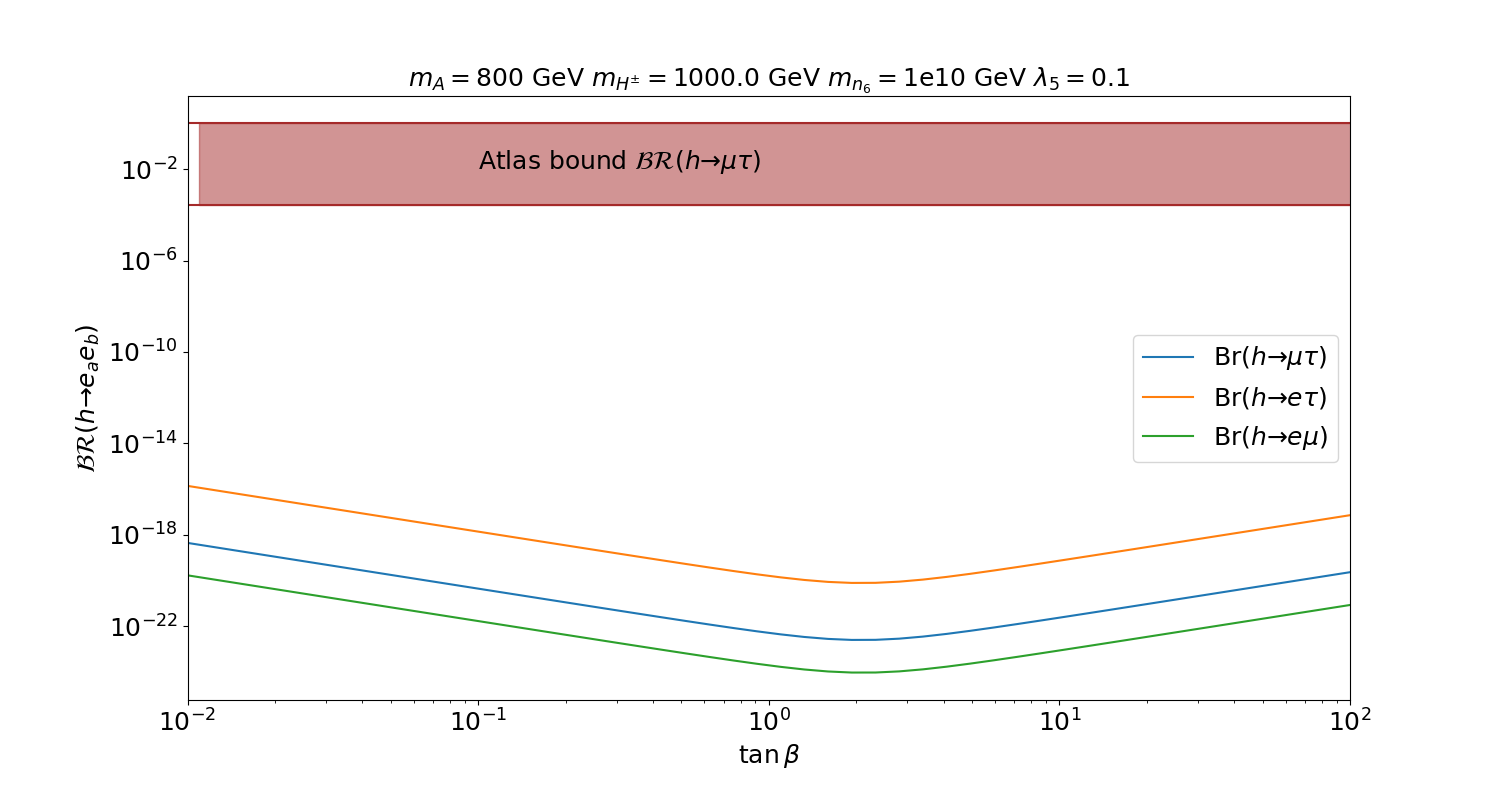 m_A = 800 GeV m_{H^±} = 1000.0 GeV m_{n_6} = 1e10 GeV λ_5 = 0.1
Atlas bound ℬℛ(h→μτ)
10^{-2}
10^{-6}
10^{-10}
10^{-14}
10^{-18}
10^{-22}
ℬℛ(h→e_a e_b)
Br(h→μτ)
Br(h→eτ)
Br(h→eμ)
10^{-2} 10^{-1} 10^0 10^1 10^2
tan β